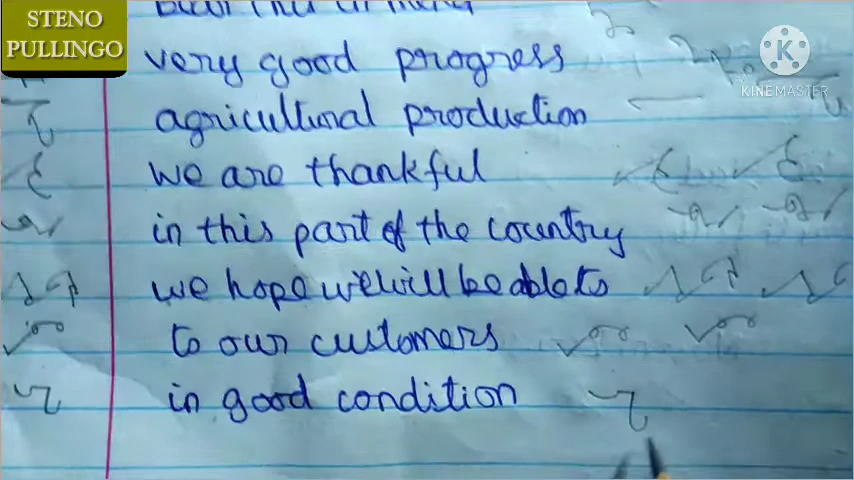 STENO
PULLINGO
KINEMASTER
very good progress
agricultural production
we are thankful
in this part of the country
we hope we will be able to
to our customers
in good condition